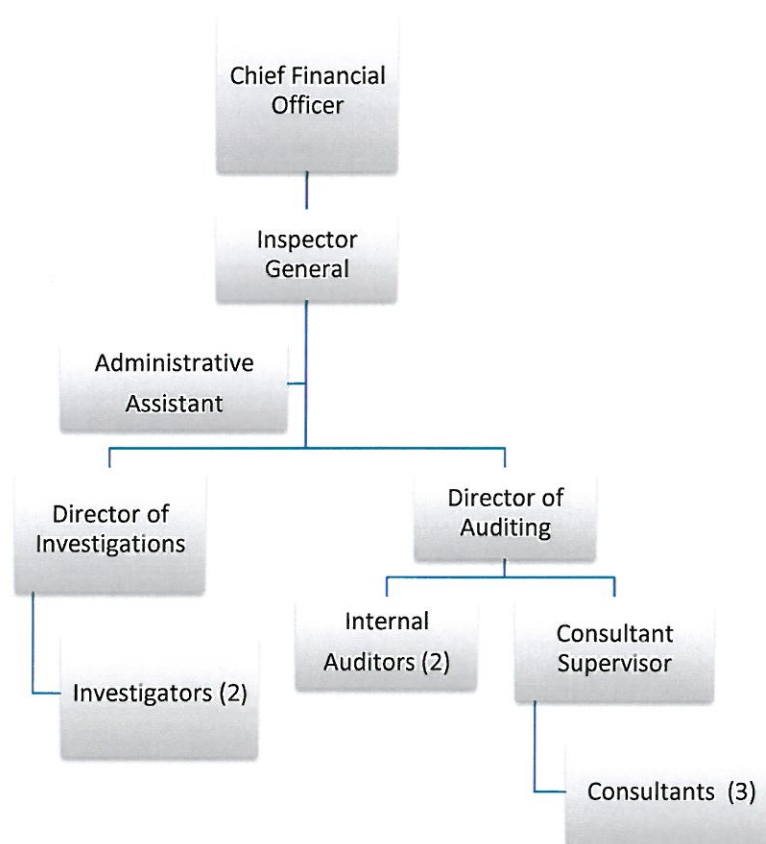 Chief Financial
Officer
Inspector
General
Administrative
Assistant
Director of
Investigations
Director of
Auditing
Internal
Auditors (2)
Consultant
Supervisor
Investigators (2)
Consultants (3)